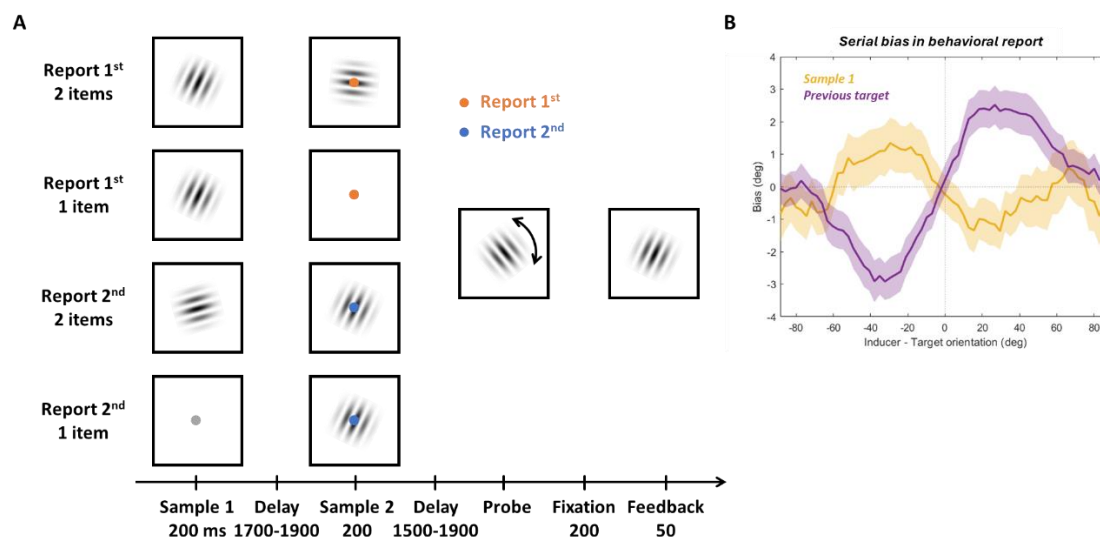 A
Report 1st
2 items
Report 1st
1 item
Report 2nd
2 items
Report 2nd
1 item
Report 1st
Report 2nd
Sample 1
200 ms
Delay
1700-1900
Sample 2
200
Delay
1500-1900
Probe
Fixation
200
Feedback
50
B
Serial bias in behavioral report
Sample 1
Previous target
Bias (deg)
4
3
2
1
0
-1
-2
-3
-4
-80 -60 -40 -20 0 20 40 60 80
Inducer - Target orientation (deg)